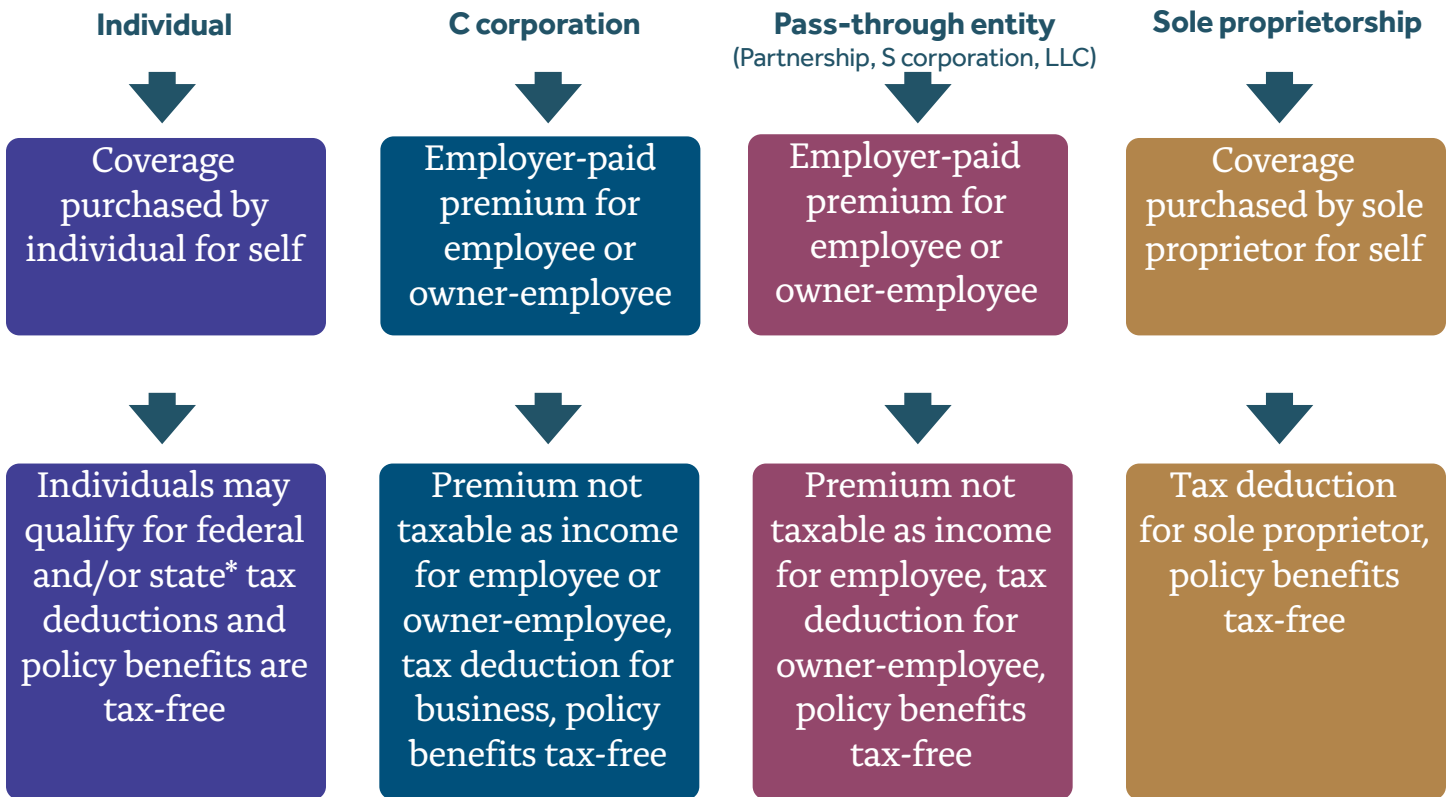 Individual
Coverage
purchased by
individual for self
Individuals may
qualify for federal
and/or state* tax
deductions and
policy benefits are
tax-free
C corporation
Employer-paid
premium for
employee or
owner-employee
Premium not
taxable as income
for employee or
owner-employee,
tax deduction for
business, policy
benefits tax-free
Pass-through entity
(Partnership, S corporation, LLC)
Employer-paid
premium for
employee or
owner-employee
Premium not
taxable as income
for employee, tax
deduction for
owner-employee,
policy benefits
tax-free
Sole proprietorship
Coverage
purchased by sole
proprietor for self
Tax deduction
for sole proprietor,
policy benefits
tax-free